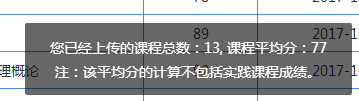 89 2017-10
您已经上传的课程总数：13, 课程平均分：77
注：该平均分的计算不包括实践课程成绩。
理概论 2017-10